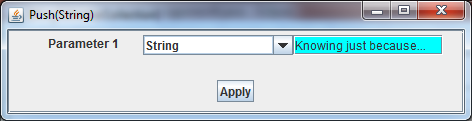 Push(String)
Parameter 1 String Knowing just because...
Apply